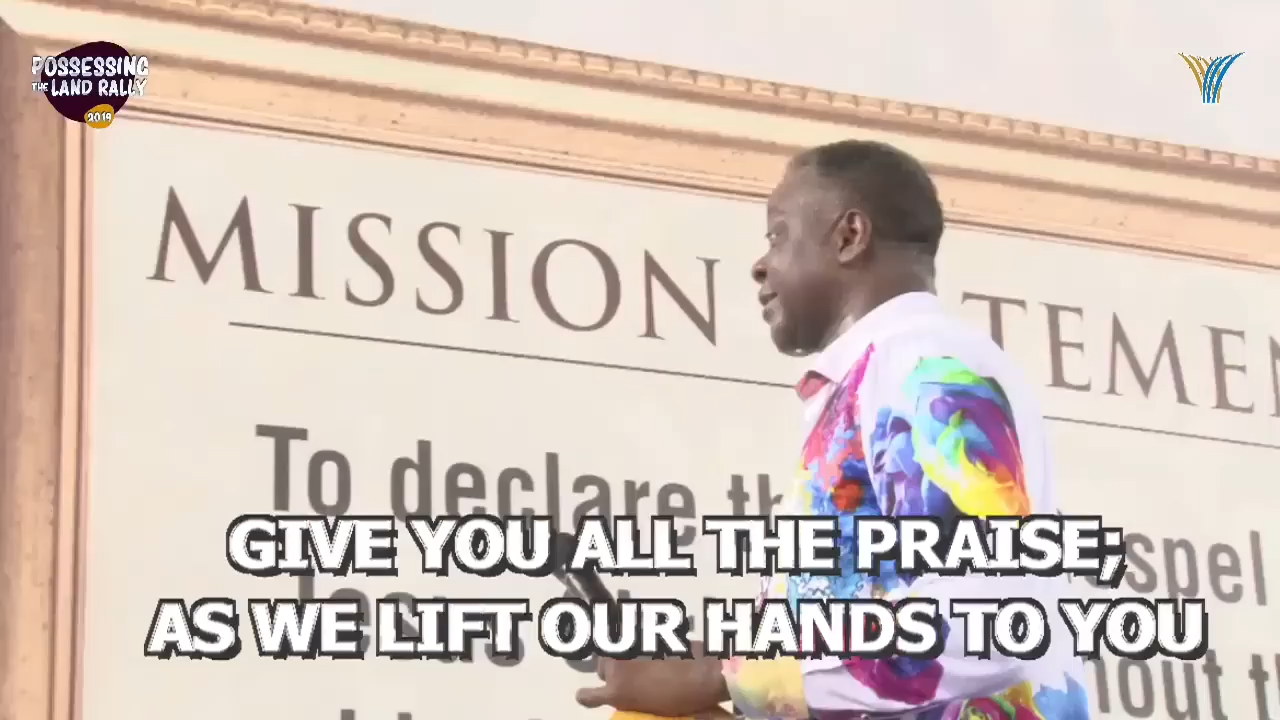 POSSESSING
THE LAND RALLY
2019
MISSION TEMEN
To declare th spel
GIVE YOU ALL THE PRAISE;
AS WE LIFT OUR HANDS TO YOU
hout t